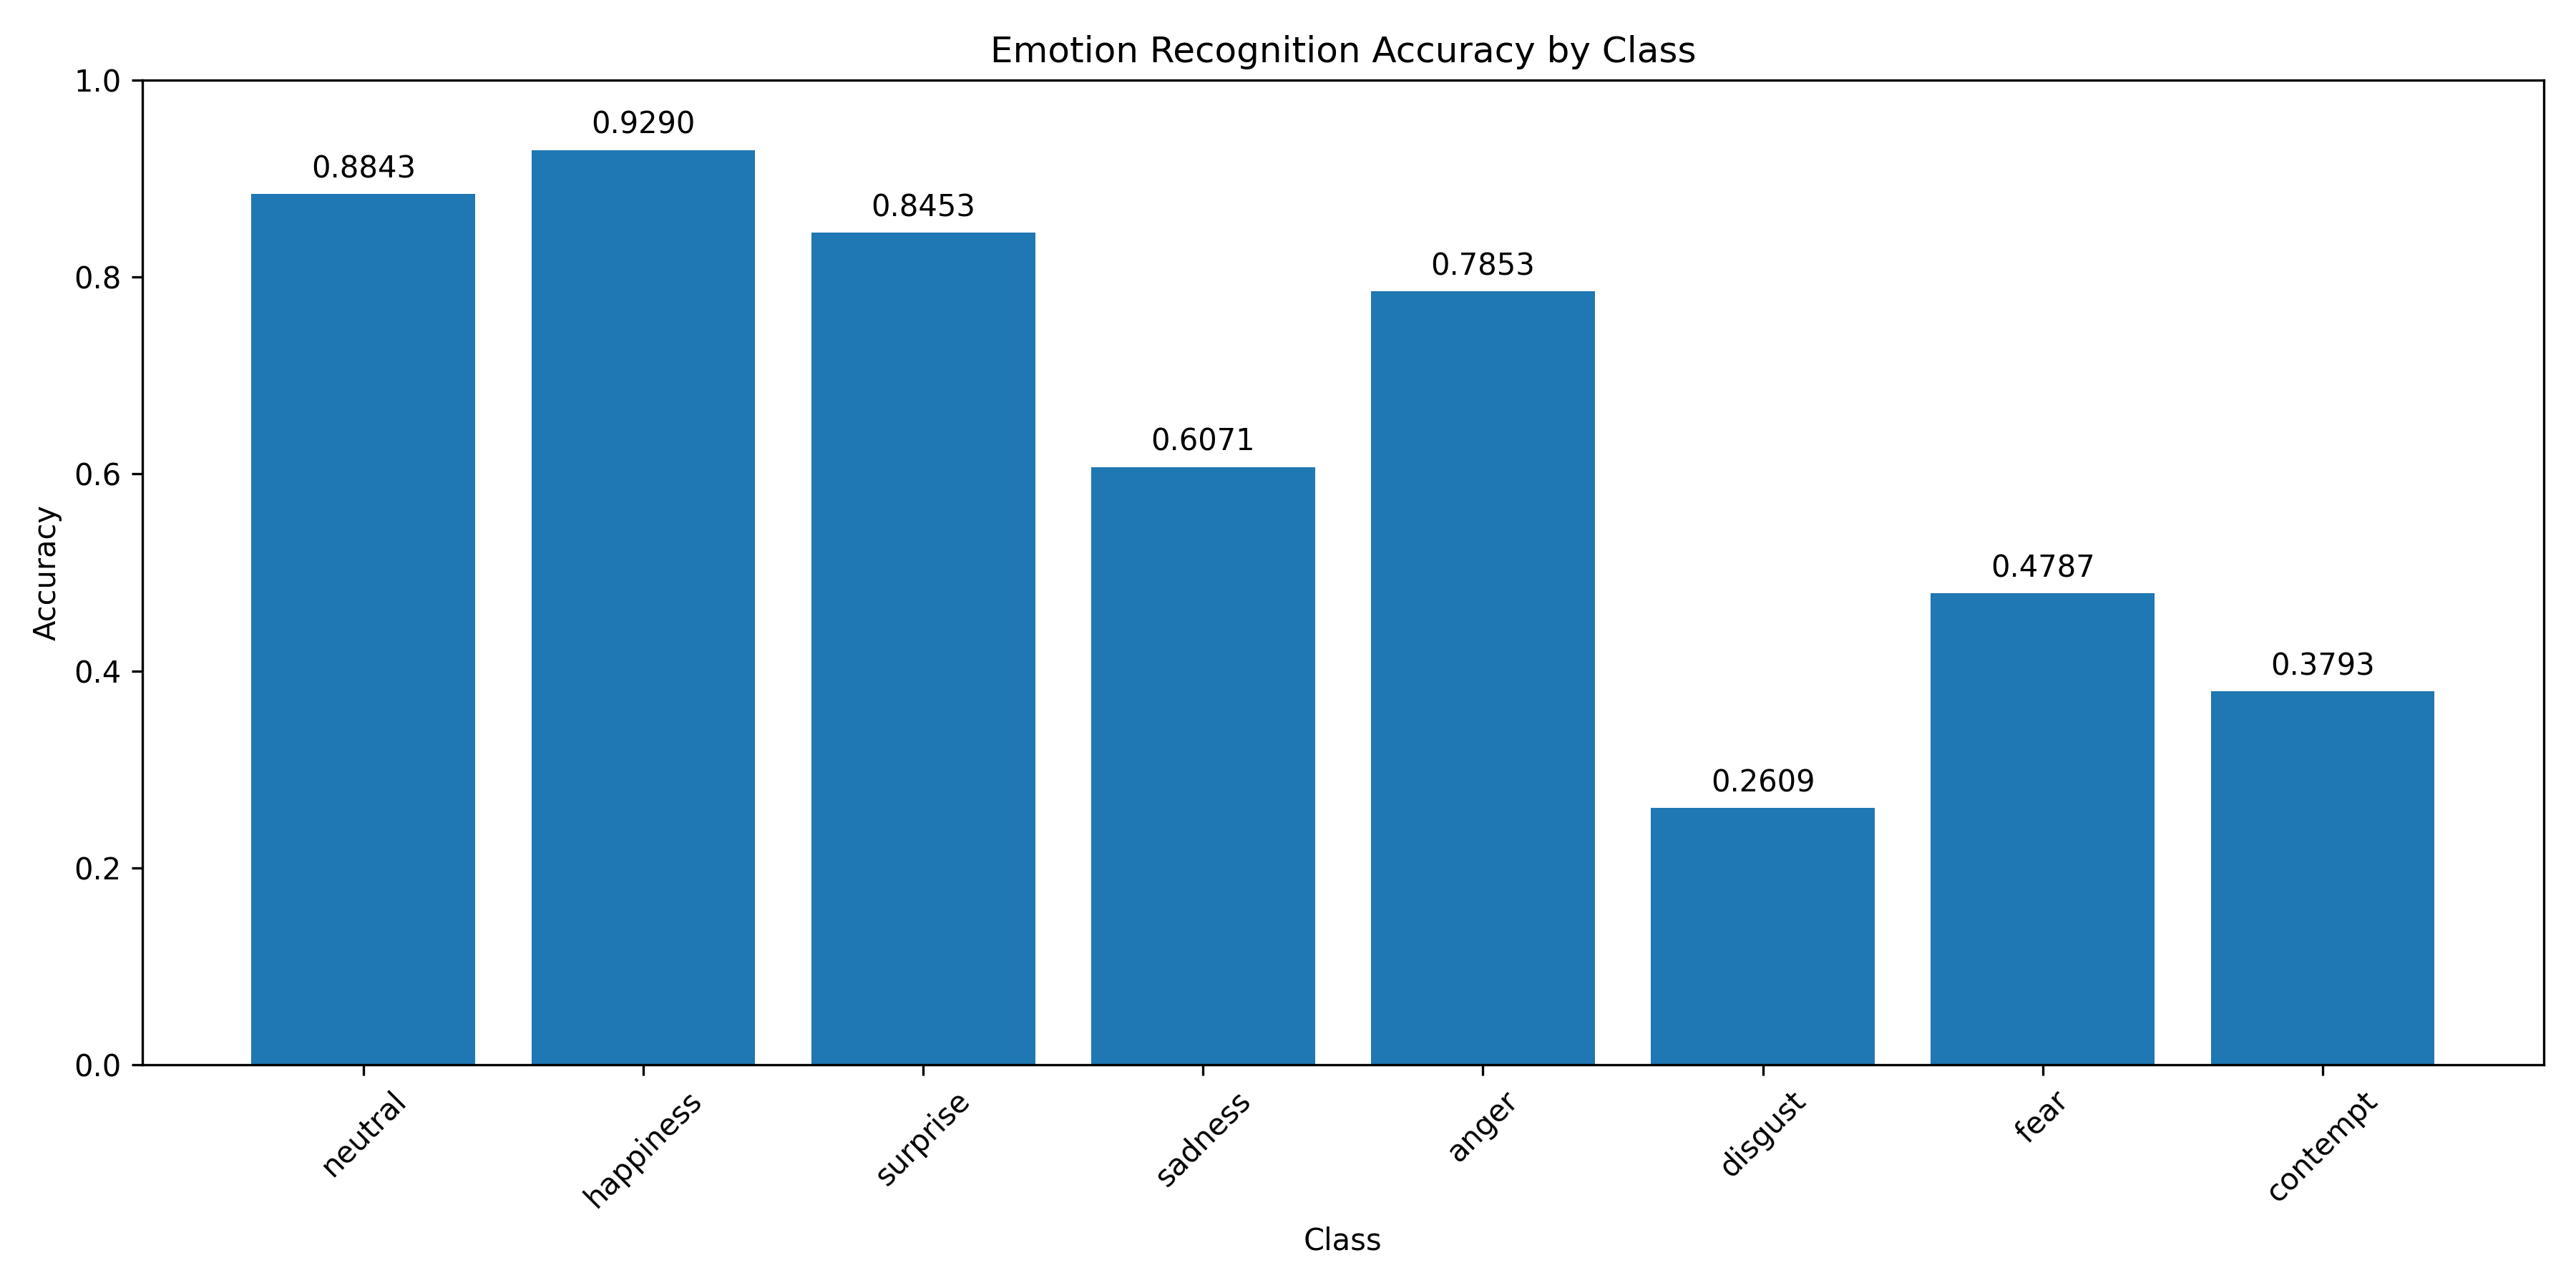 Emotion Recognition Accuracy by Class
1.0
0.8
0.6
0.4
0.2
0.0
Accuracy
0.8843
0.9290
0.8453
0.6071
0.7853
0.2609
0.4787
0.3793
neutral
happiness
surprise
sadness
anger
disgust
fear
contempt
Class